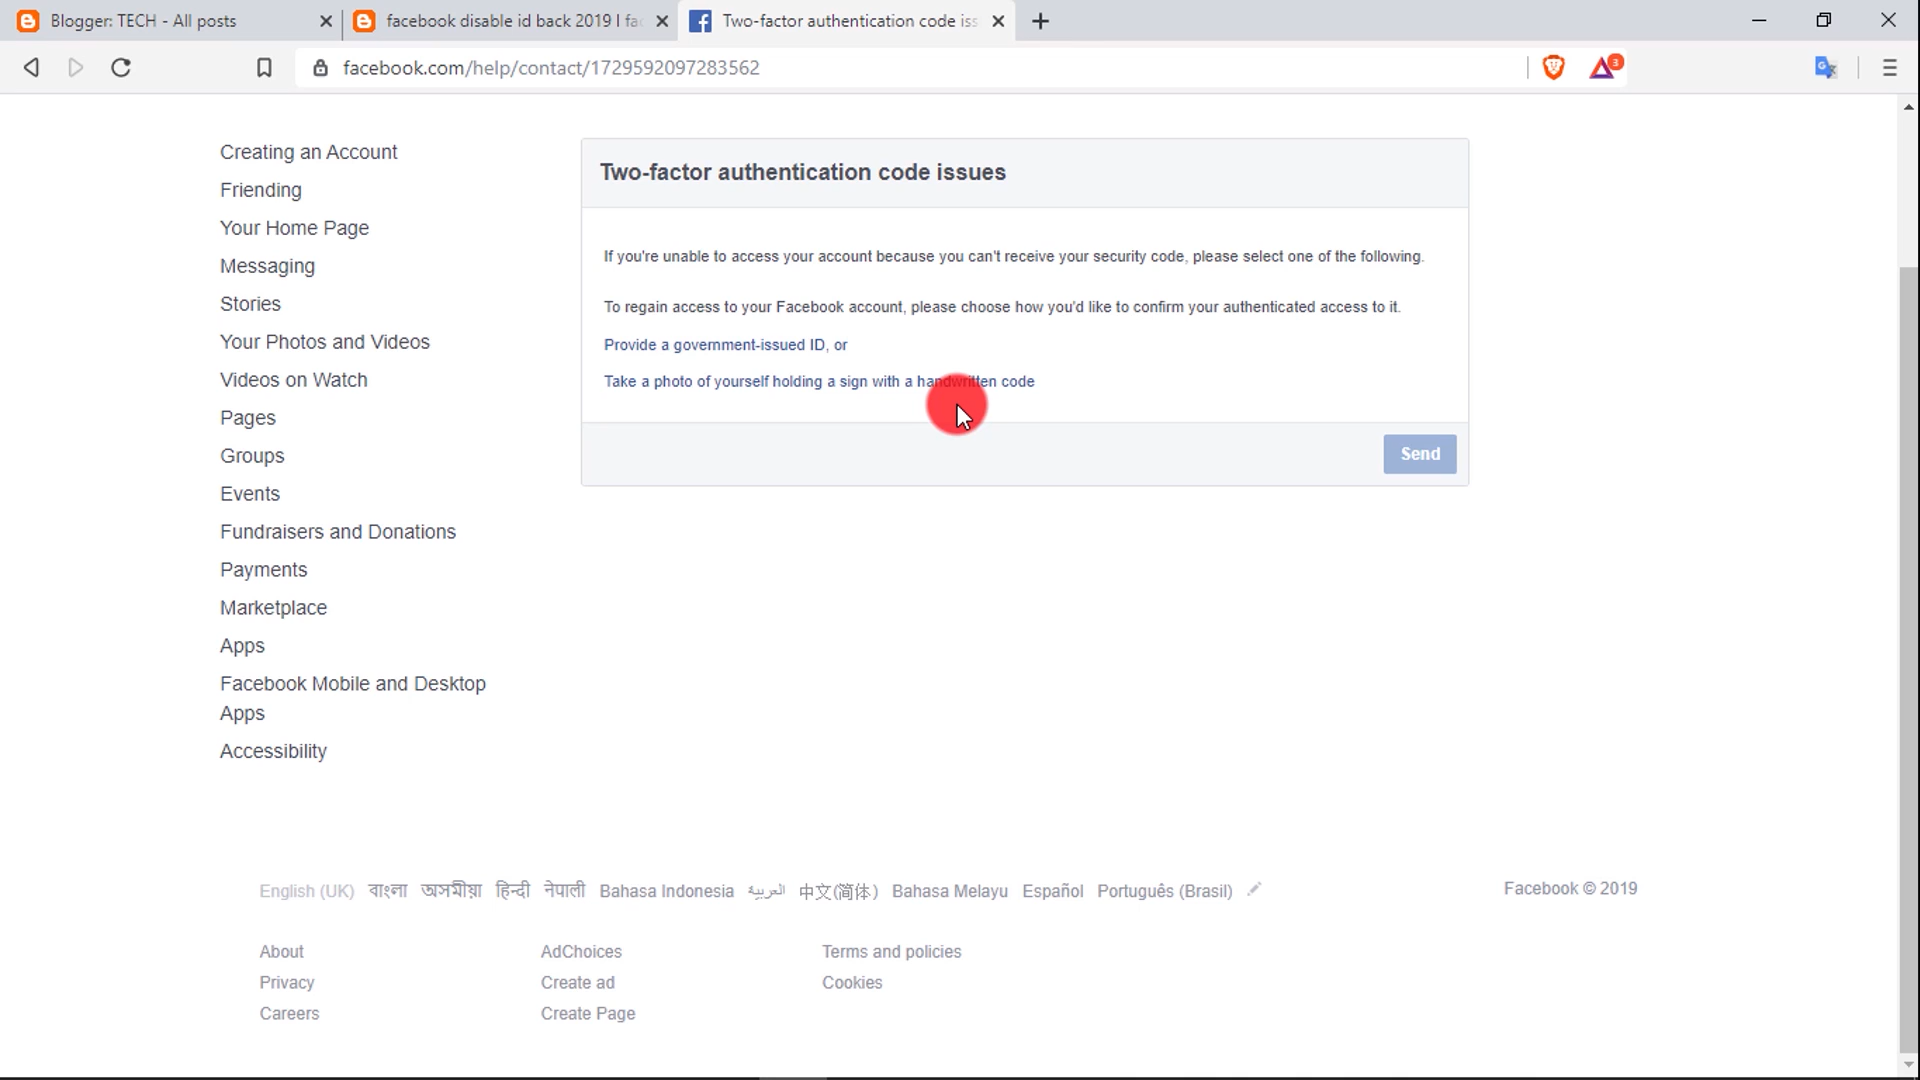 Blogger: TECH - All posts
facebook disable id back 2019 l fa
Two-factor authentication code iss
facebook.com/help/contact/1729592097283562
3
Creating an Account
Friending
Your Home Page
Messaging
Stories
Your Photos and Videos
Videos on Watch
Pages
Groups
Events
Fundraisers and Donations
Payments
Marketplace
Apps
Facebook Mobile and Desktop
Apps
Accessibility
Two-factor authentication code issues
If you're unable to access your account because you can't receive your security code, please select one of the following.
To regain access to your Facebook account, please choose how you'd like to confirm your authenticated access to it.
Provide a government-issued ID, or
Take a photo of yourself holding a sign with a handwritten code
Send
English (UK) বাংলা অসমীয়া हिन्दी नेपाली Bahasa Indonesia العربية 中文(简体) Bahasa Melayu Español Português (Brasil)
Facebook © 2019
About AdChoices Terms and policies
Privacy Create ad Cookies
Careers Create Page